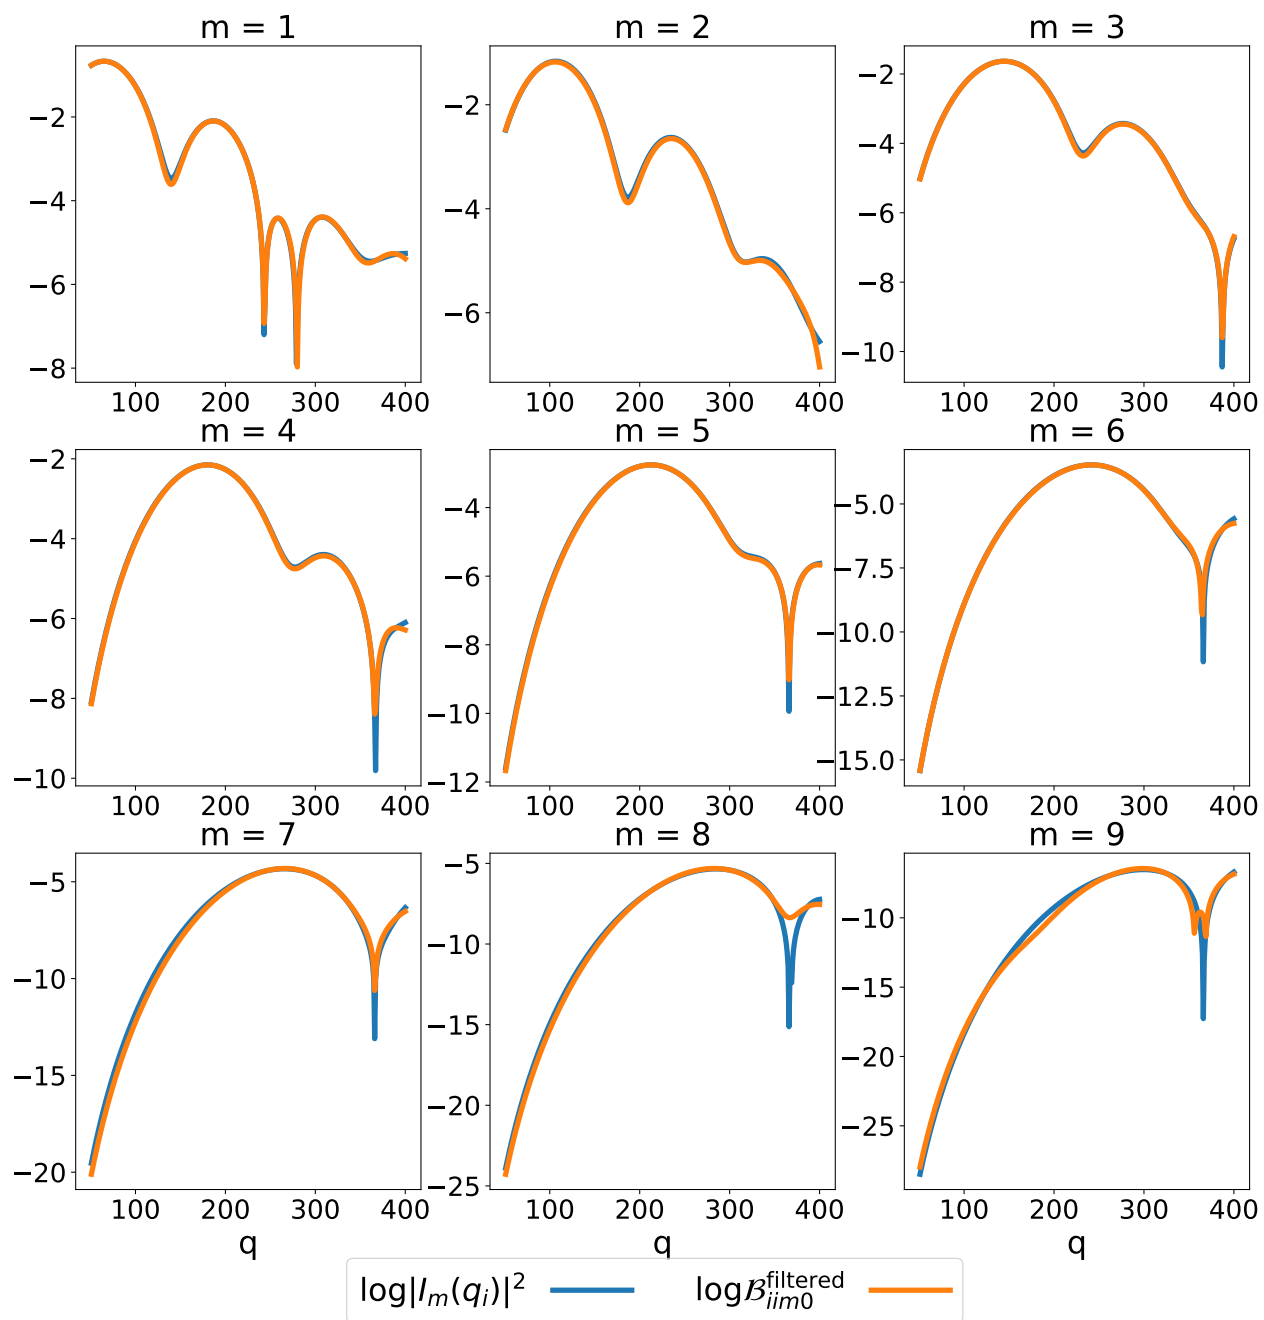 m = 1 m = 2 m = 3
−2 −4 −6 −8
100 200 300 400
−2 −4 −6
100 200 300 400
−2 −4 −6 −8 −10
100 200 300 400
m = 4 m = 5 m = 6
−2 −4 −6 −8 −10
100 200 300 400
−4 −6 −8 −10 −12
100 200 300 400
−5.0 −7.5 −10.0 −12.5 −15.0
100 200 300 400
m = 7 m = 8 m = 9
−5 −10 −15 −20
100 200 300 400
−5 −10 −15 −20 −25
100 200 300 400
−10 −15 −20 −25
100 200 300 400
q q q
log|I_m(q_i)|² logℬ_{iim0}^{filtered}